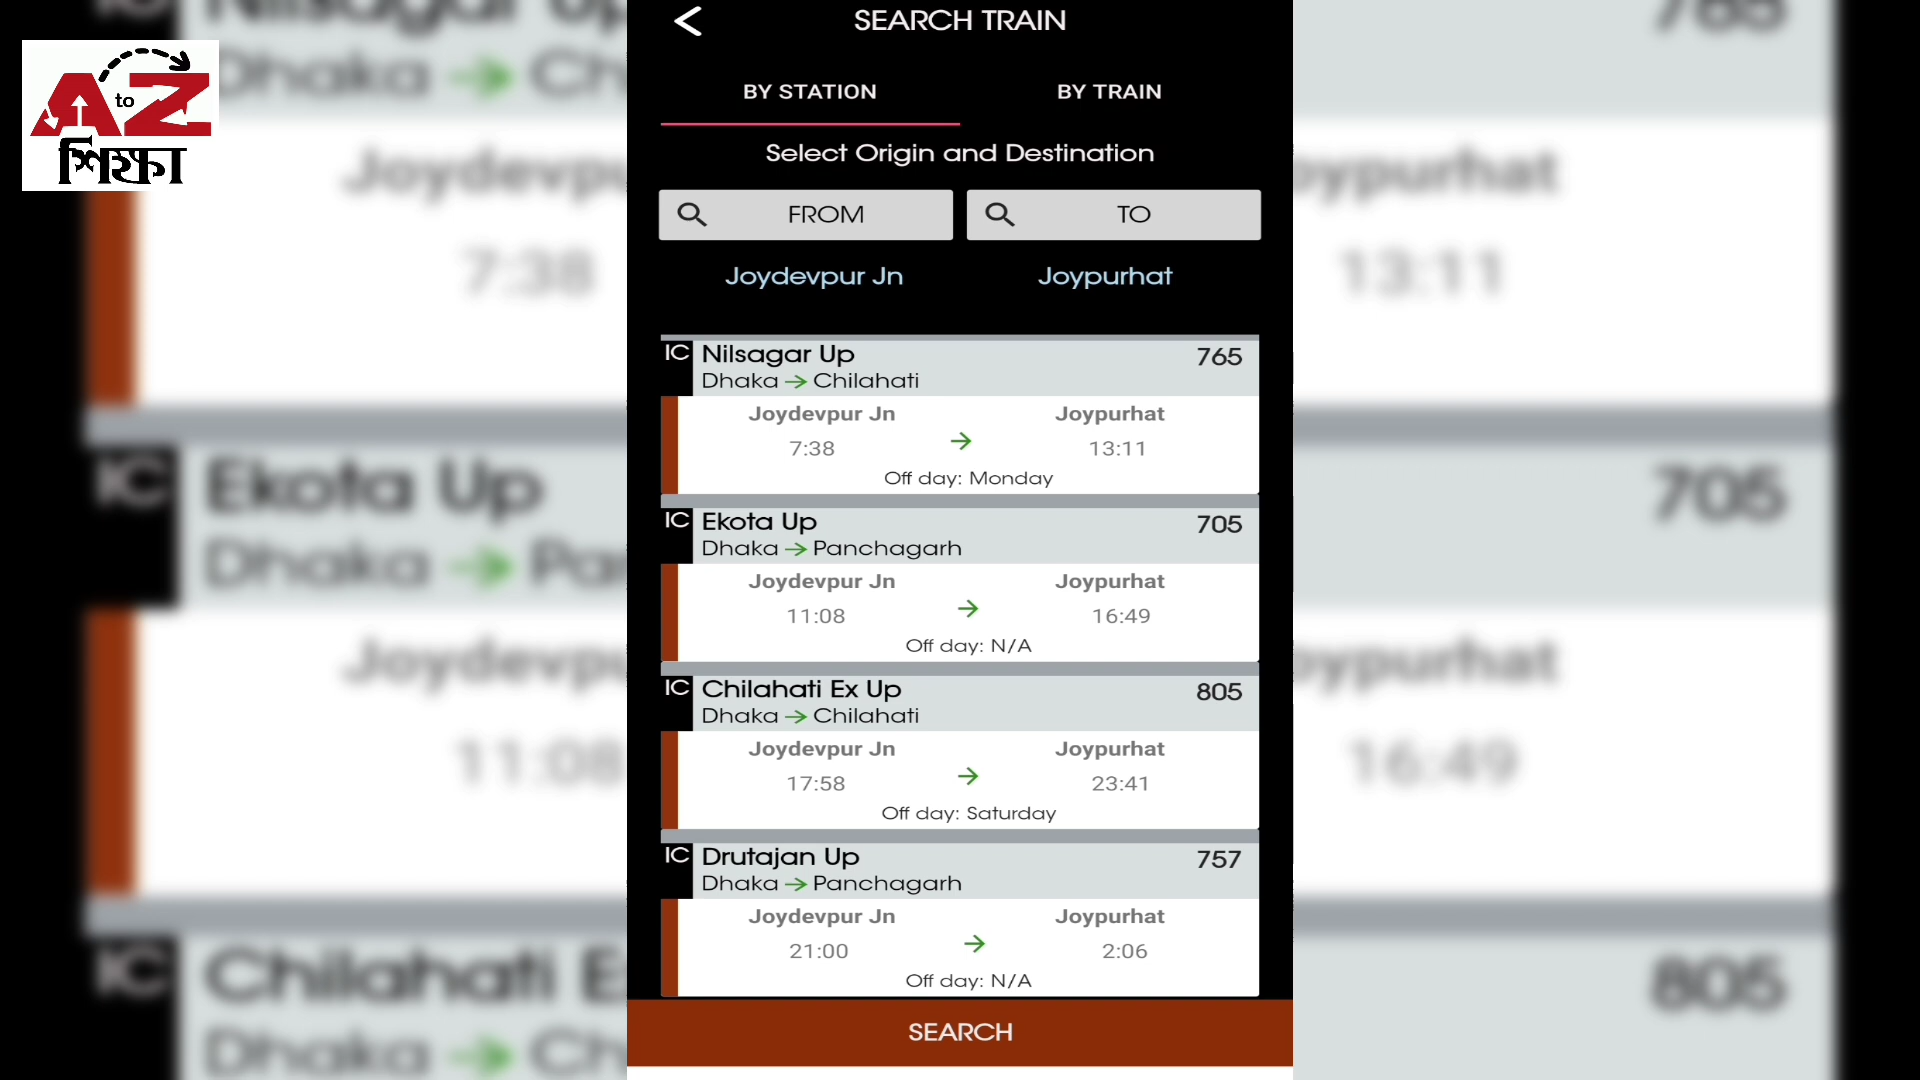 A to Z
শিক্ষা
SEARCH TRAIN
BY STATION BY TRAIN
Select Origin and Destination
FROM TO
Joydevpur Jn Joypurhat
IC Nilsagar Up 765
Dhaka → Chilahati
Joydevpur Jn Joypurhat
7:38 → 13:11
Off day: Monday
IC Ekota Up 705
Dhaka → Panchagarh
Joydevpur Jn Joypurhat
11:08 → 16:49
Off day: N/A
IC Chilahati Ex Up 805
Dhaka → Chilahati
Joydevpur Jn Joypurhat
17:58 → 23:41
Off day: Saturday
IC Drutajan Up 757
Dhaka → Panchagarh
Joydevpur Jn Joypurhat
21:00 → 2:06
Off day: N/A
SEARCH